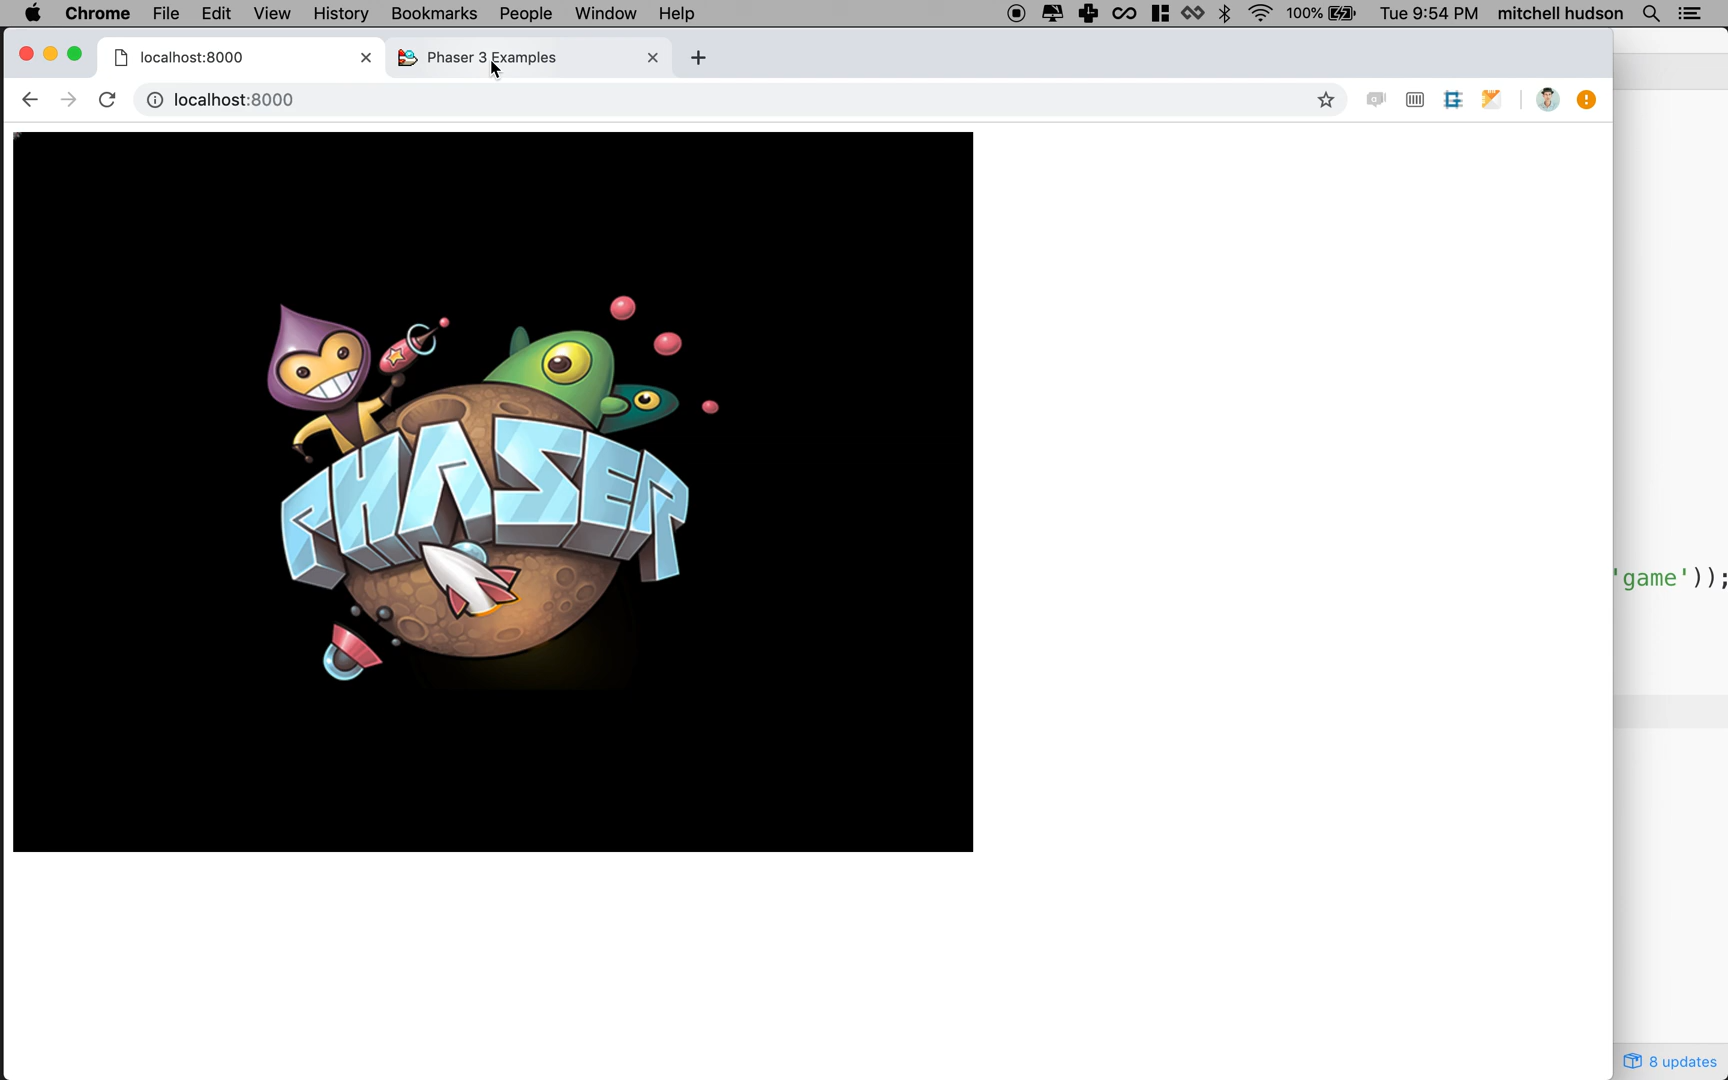 Chrome File Edit View History Bookmarks People Window Help 100% Tue 9:54 PM mitchell hudson
localhost:8000 Phaser 3 Examples
localhost:8000
PHASER
'game'));
8 updates